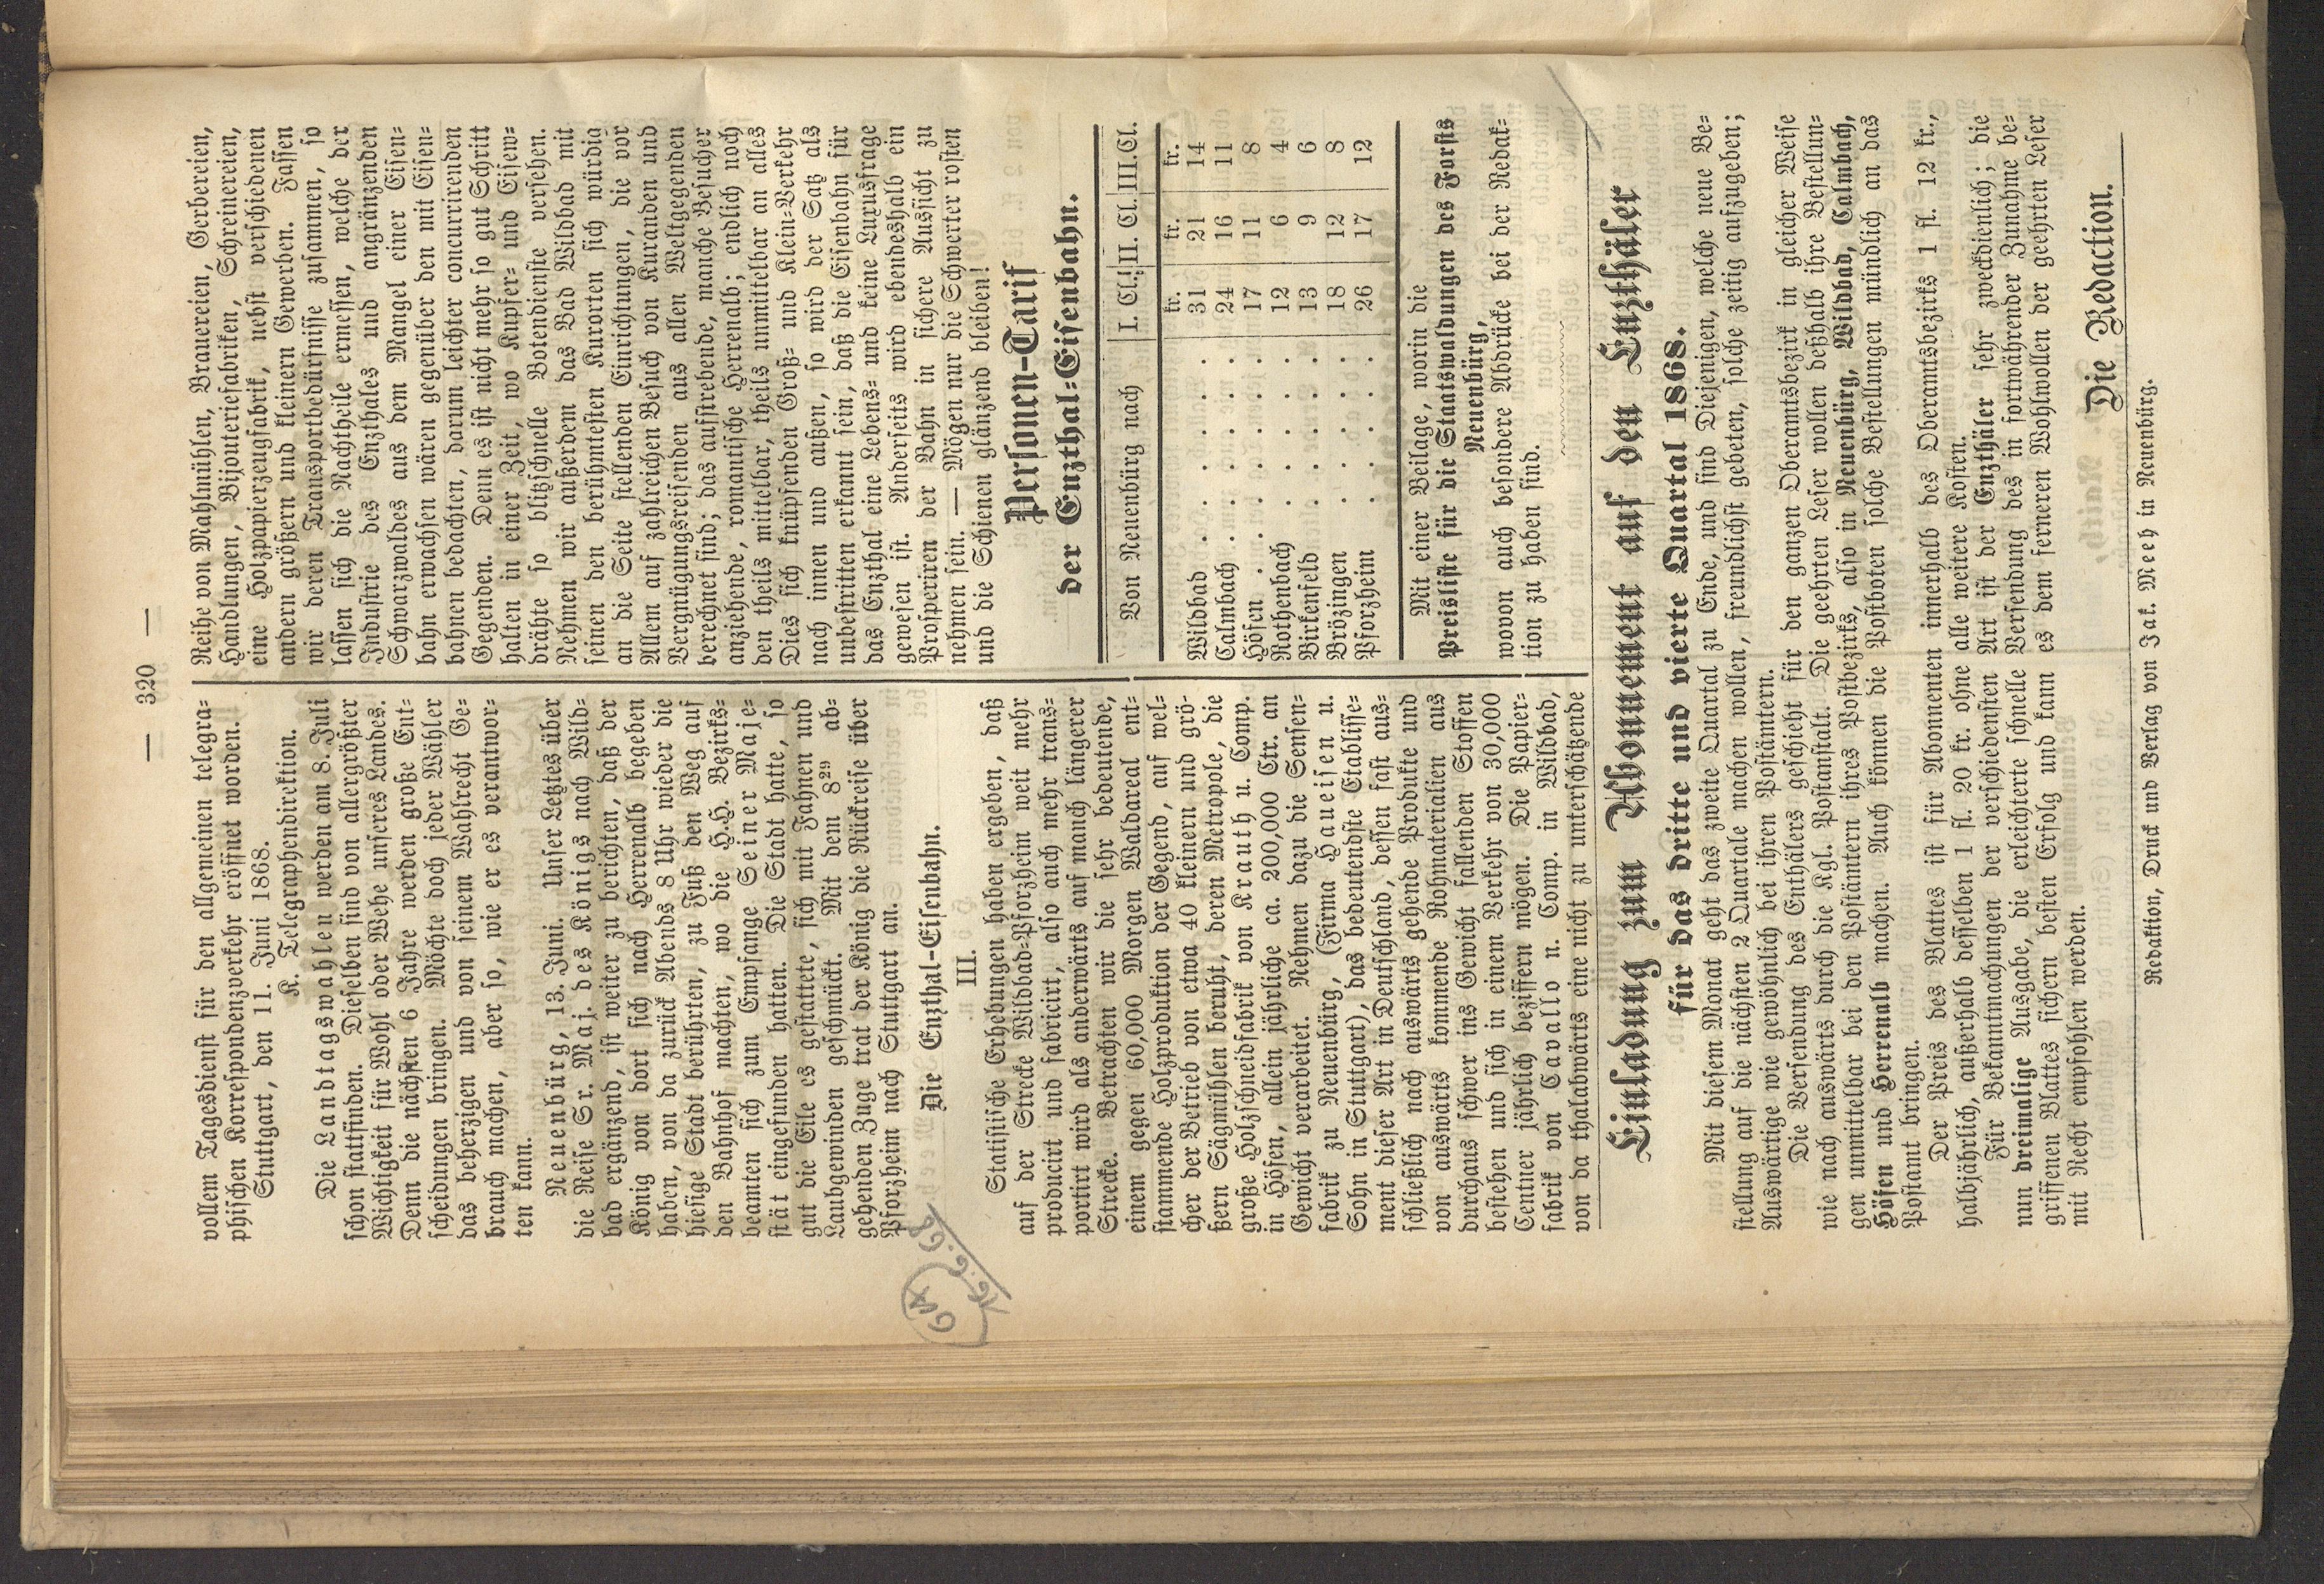 — 320 —
vollem Tagesdienst für den allgemeinen telegra-
phischen Korrespondenzverkehr eröffnet worden.
Stuttgart, den 11. Juni 1868.
K. Telegraphendirektion.
Die Landtagswahlen werden am 8. Juli
schon stattfinden. Dieselben sind von allergrößter
Wichtigkeit für Wohl oder Wehe unseres Landes.
Denn die nächsten 6 Jahre werden große Ent-
scheidungen bringen. Möchte doch jeder Wähler
das beherzigen und von seinem Wahlrecht Ge-
brauch machen, aber so, wie er es verantwor-
ten kann.
Neuenbürg, 13. Juni. Unser Letztes über
die Reise Sr. Maj. des Königs nach Wild-
bad ergänzend, ist weiter zu berichten, daß der
König von dort sich nach Herrenalb begeben
haben, von da zurück Abends 8 Uhr wieder die
hiesige Stadt berührten, zu Fuß den Weg auf
den Bahnhof machten, wo die H.H. Bezirks-
beamten sich zum Empfange Seiner Maje-
stät eingefunden hatten. Die Stadt hatte, so
gut die Eile es gestattete, sich mit Fahnen und
Laubgewinden geschmückt. Mit dem 8²⁹ ab-
gehenden Zuge trat der König die Rückreise über
Pforzheim nach Stuttgart an.
Die Enzthal-Eisenbahn.
III.
Statistische Erhebungen haben ergeben, daß
auf der Strecke Wildbad-Pforzheim weit mehr
producirt und fabricirt, also auch mehr trans-
portirt wird als anderwärts auf manch längerer
Strecke. Betrachten wir die sehr bedeutende,
einem gegen 60,000 Morgen Waldareal ent-
stammende Holzproduktion der Gegend, auf wel-
cher der Betrieb von etwa 40 kleinern und grö-
ßern Sägmühlen beruht, deren Metropole, die
große Holzschneidfabrik von Krauth u. Comp.
in Höfen, allein jährliche ca. 200,000 Ctr. an
Gewicht verarbeitet. Nehmen dazu die Sensen-
fabrik zu Neuenbürg, (Firma Haueisen u.
Sohn in Stuttgart), das bedeutendste Etablisse-
ment dieser Art in Deutschland, dessen fast aus-
schließlich nach auswärts gehende Produkte und
von auswärts kommende Rohmaterialien aus
durchaus schwer ins Gewicht fallenden Stoffen
bestehen und sich in einem Verkehr von 30,000
Centner jährlich beziffern mögen. Die Papier-
fabrik von Cavallo n. Comp. in Wildbad,
von da thalabwärts eine nicht zu unterschätzende
Reihe von Mahlmühlen, Brauereien, Gerbereien,
Handlungen, Bijouteriefabriken, Schreinereien,
eine Holzpapierzeugfabrik, nebst verschiedenen
andern größern und kleinern Gewerben. Fassen
wir deren Transportbedürfnisse zusammen, so
lassen sich die Nachtheile ermessen, welche der
Industrie des Enzthales und angränzenden
Schwarzwaldes aus dem Mangel einer Eisen-
bahn erwachsen wären gegenüber den mit Eisen-
bahnen bedachten, darum leichter concurrirenden
Gegenden. Denn es ist nicht mehr so gut Schritt
halten in einer Zeit, wo Kupfer- und Eisew-
drähte so blitzschnelle Botendienste versehen.
Nehmen wir außerdem das Bad Wildbad mit
seinen den berühmtesten Kurorten sich würdig
an die Seite stellenden Einrichtungen, die vor
Allem auf zahlreichen Besuch von Kuranden und
Vergnügungsreisenden aus allen Weltgegenden
berechnet sind; das aufstrebende, manche Besucher
anziehende, romantische Herrenalb; endlich noch
den theils mittelbar, theils unmittelbar an alles
Dies sich knüpfenden Groß- und Klein-Verkehr
nach innen und außen, so wird der Satz als
unbestritten erkannt sein, daß die Eisenbahn für
das Enzthal eine Lebens- und keine Luxusfrage
gewesen ist. Anderseits wird ebendeshalb ein
Prosperiren der Bahn in sichere Aussicht zu
nehmen sein. — Mögen nur die Schwerter rosten
und die Schienen glänzend bleiben!
Personen-Tarif
der Enzthal-Eisenbahn.
Von Neuenbürg nach I. Cl. II. Cl. III. Cl.
kr. kr. kr.
Wildbad . . . . . 31 21 14
Calmbach . . . . . 24 16 11
Höfen . . . . . . 17 11 8
Rothenbach . . . . 12 6 4
Birkenfeld . . . . . 13 9 6
Brözingen . . . . . 18 12 8
Pforzheim . . . . . 26 17 12
Mit einer Beilage, worin die
Preisliste für die Staatswaldungen des Forsts
Neuenbürg,
wovon auch besondere Abdrücke bei der Redak-
tion zu haben sind.
Einladung zum Abonnement auf den Enzthäler
für das dritte und vierte Quartal 1868.
Mit diesem Monat geht das zweite Quartal zu Ende, und sind Diejenigen, welche neue Be-
stellung auf die nächsten 2 Quartale machen wollen, freundlichst gebeten, solche zeitig aufzugeben;
Auswärtige wie gewöhnlich bei ihren Postämtern.
Die Versendung des Enthälers geschieht für den ganzen Oberamtsbezirk in gleicher Weise
wie nach auswärts durch die Kgl. Postanstalt. Die geehrten Leser wollen deßhalb ihre Bestellun-
gen unmittelbar bei den Postämtern ihres Postbezirks, also in Neuenbürg, Wildbad, Calmbach,
Höfen und Herrenalb machen. Auch können die Postboten solche Bestellungen mündlich an das
Postamt bringen.
Der Preis des Blattes ist für Abonnenten innerhalb des Oberamtsbezirks 1 fl. 12 kr.,
halbjährlich, außerhalb desselben 1 fl. 20 kr. ohne alle weitere Kosten.
Für Bekanntmachungen der verschiedensten Art ist der Enzthäler sehr zweckdienlich; die
nun dreimalige Ausgabe, die erleichterte schnelle Versendung des in fortwährender Zunahme be-
griffenen Blattes sichern besten Erfolg und kann es dem ferneren Wohlwollen der geehrten Leser
mit Recht empfohlen werden.
Die Redaction.
Redaktion, Druck und Verlag von Jak. Meeh in Neuenbürg.
16.6.68